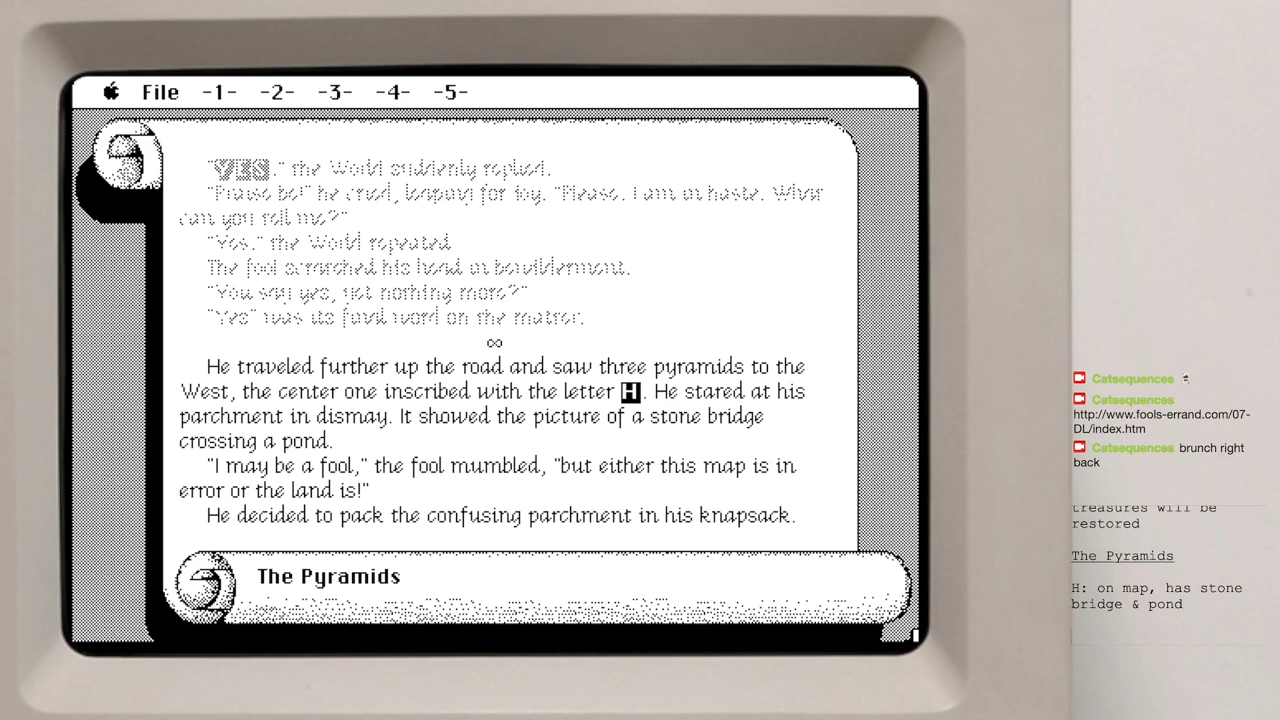 File -1- -2- -3- -4- -5-
"YES." the World suddenly replied.
"Praise be!" he cried, leaping for joy. "Please. I am in haste. What
can you tell me?"
"Yes." the World repeated.
The fool scratched his head in bewilderment.
"You say yes, yet nothing more?"
"Yes" was its final word on the matter.
∞
He traveled further up the road and saw three pyramids to the
West, the center one inscribed with the letter H. He stared at his
parchment in dismay. It showed the picture of a stone bridge
crossing a pond.
"I may be a fool," the fool mumbled, "but either this map is in
error or the land is!"
He decided to pack the confusing parchment in his knapsack.
The Pyramids
Catsequences
Catsequences
http://www.fools-errand.com/07-
DL/index.htm
Catsequences brunch right
back
treasures will be
restored
The Pyramids
H: on map, has stone
bridge & pond